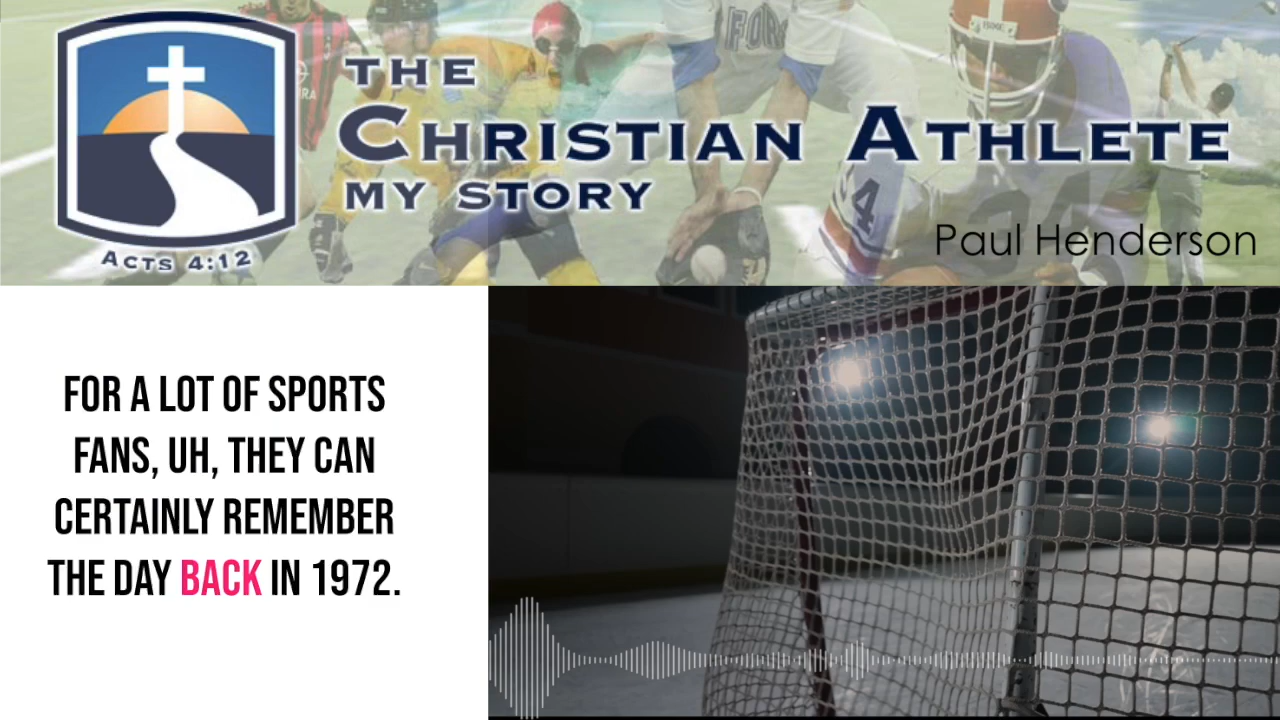 THE
CHRISTIAN ATHLETE
MY STORY
Paul Henderson
ACTS 4:12
FOR A LOT OF SPORTS
FANS, UH, THEY CAN
CERTAINLY REMEMBER
THE DAY BACK IN 1972.